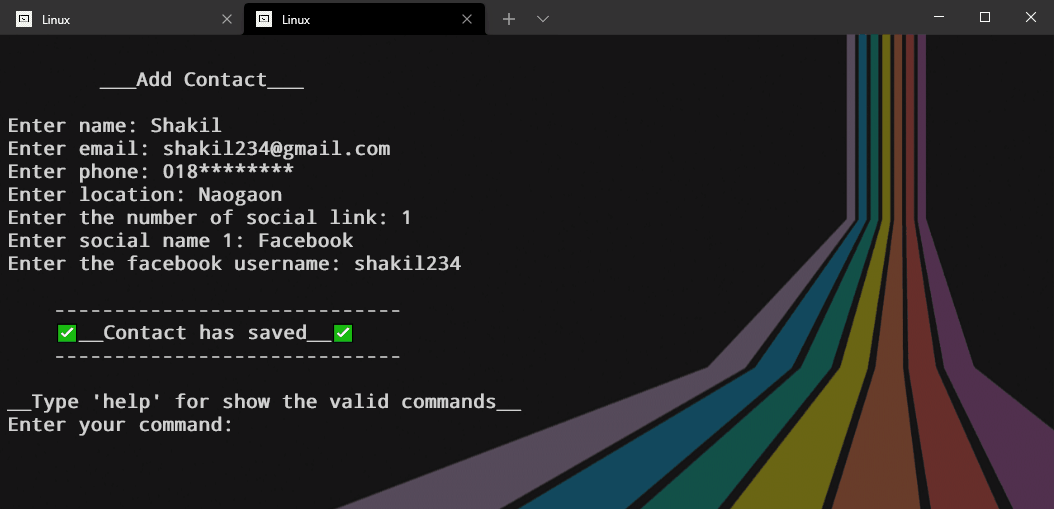 Linux
Linux
___Add Contact___
Enter name: Shakil
Enter email: shakil234@gmail.com
Enter phone: 018********
Enter location: Naogaon
Enter the number of social link: 1
Enter social name 1: Facebook
Enter the facebook username: shakil234
-----------------------------
✅__Contact has saved__✅
-----------------------------
__Type 'help' for show the valid commands__
Enter your command: